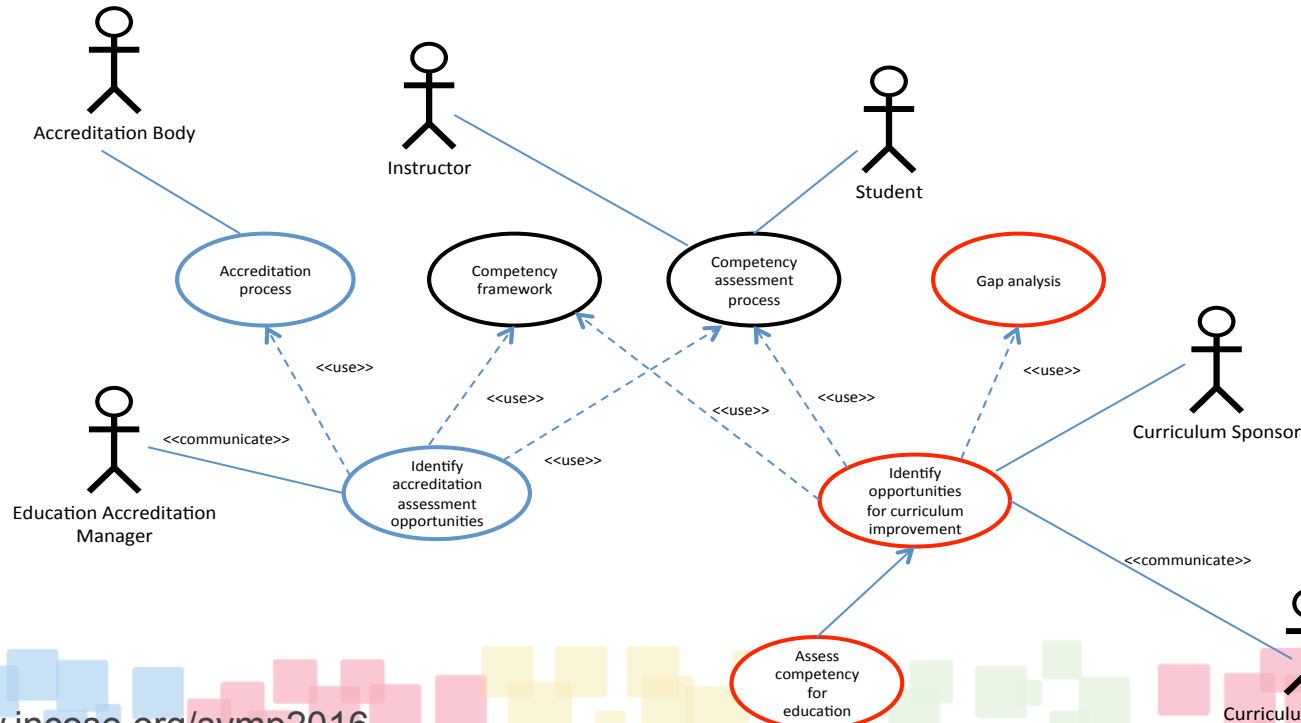 Accreditation Body
Instructor
Student
Accreditation
process
Competency
framework
Competency
assessment
process
Gap analysis
<<use>>
<<use>>
<<use>>
<<use>>
<<use>>
<<use>>
Curriculum Sponsor
<<communicate>>
Identify
accreditation
assessment
opportunities
Identify
opportunities
for curriculum
improvement
Education Accreditation
Manager
<<communicate>>
Assess
competency
for
education